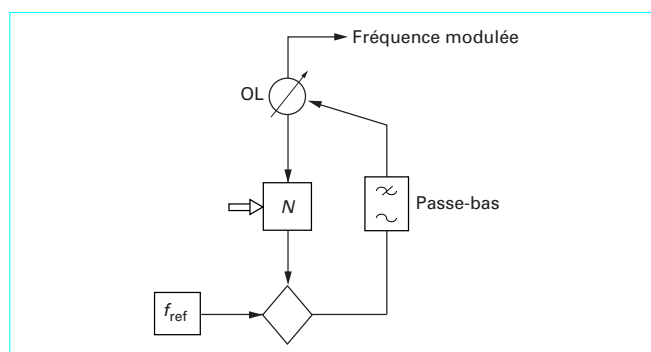 Fréquence modulée
OL
N
Passe-bas
f_ref